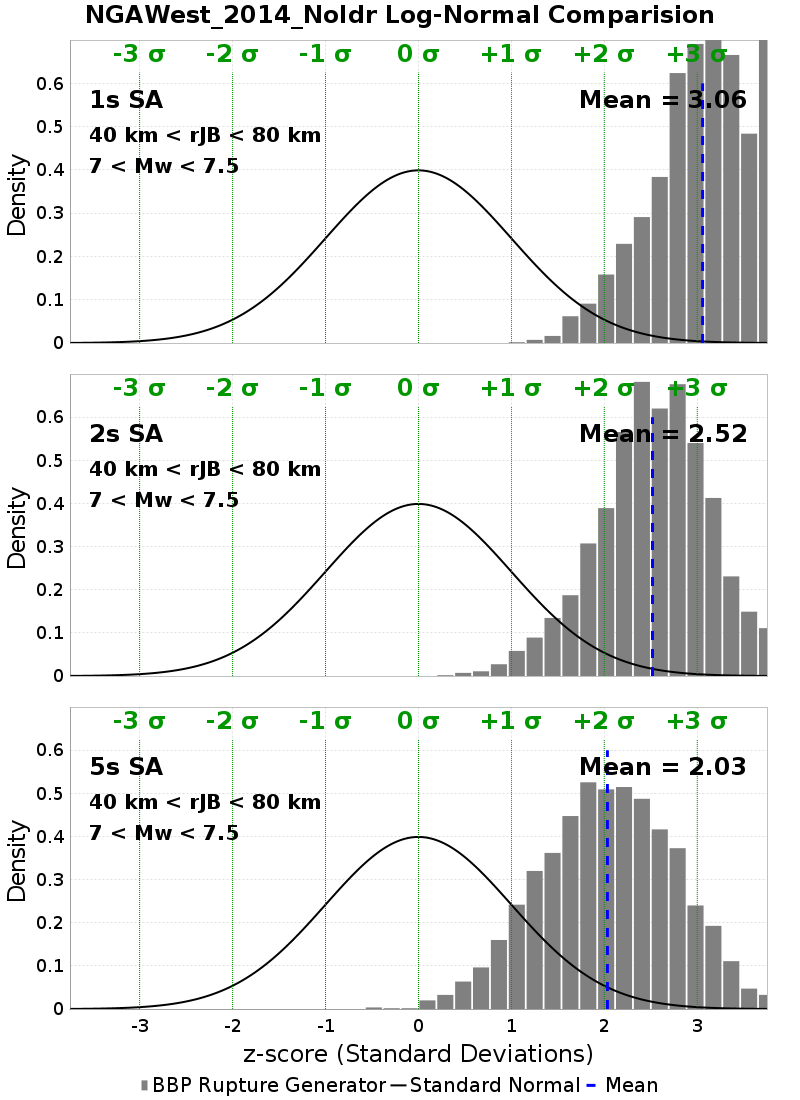 NGAWest_2014_NoIdr Log-Normal Comparision
-3 σ -2 σ -1 σ 0 σ +1 σ +2 σ +3 σ
1s SA
Mean = 3.06
40 km < rJB < 80 km
7 < Mw < 7.5
Density
0.6
0.5
0.4
0.3
0.2
0.1
0
-3 σ -2 σ -1 σ 0 σ +1 σ +2 σ +3 σ
2s SA
Mean = 2.52
40 km < rJB < 80 km
7 < Mw < 7.5
Density
0.6
0.5
0.4
0.3
0.2
0.1
0
-3 σ -2 σ -1 σ 0 σ +1 σ +2 σ +3 σ
5s SA
Mean = 2.03
40 km < rJB < 80 km
7 < Mw < 7.5
Density
0.6
0.5
0.4
0.3
0.2
0.1
0
-3 -2 -1 0 1 2 3
z-score (Standard Deviations)
BBP Rupture Generator Standard Normal Mean